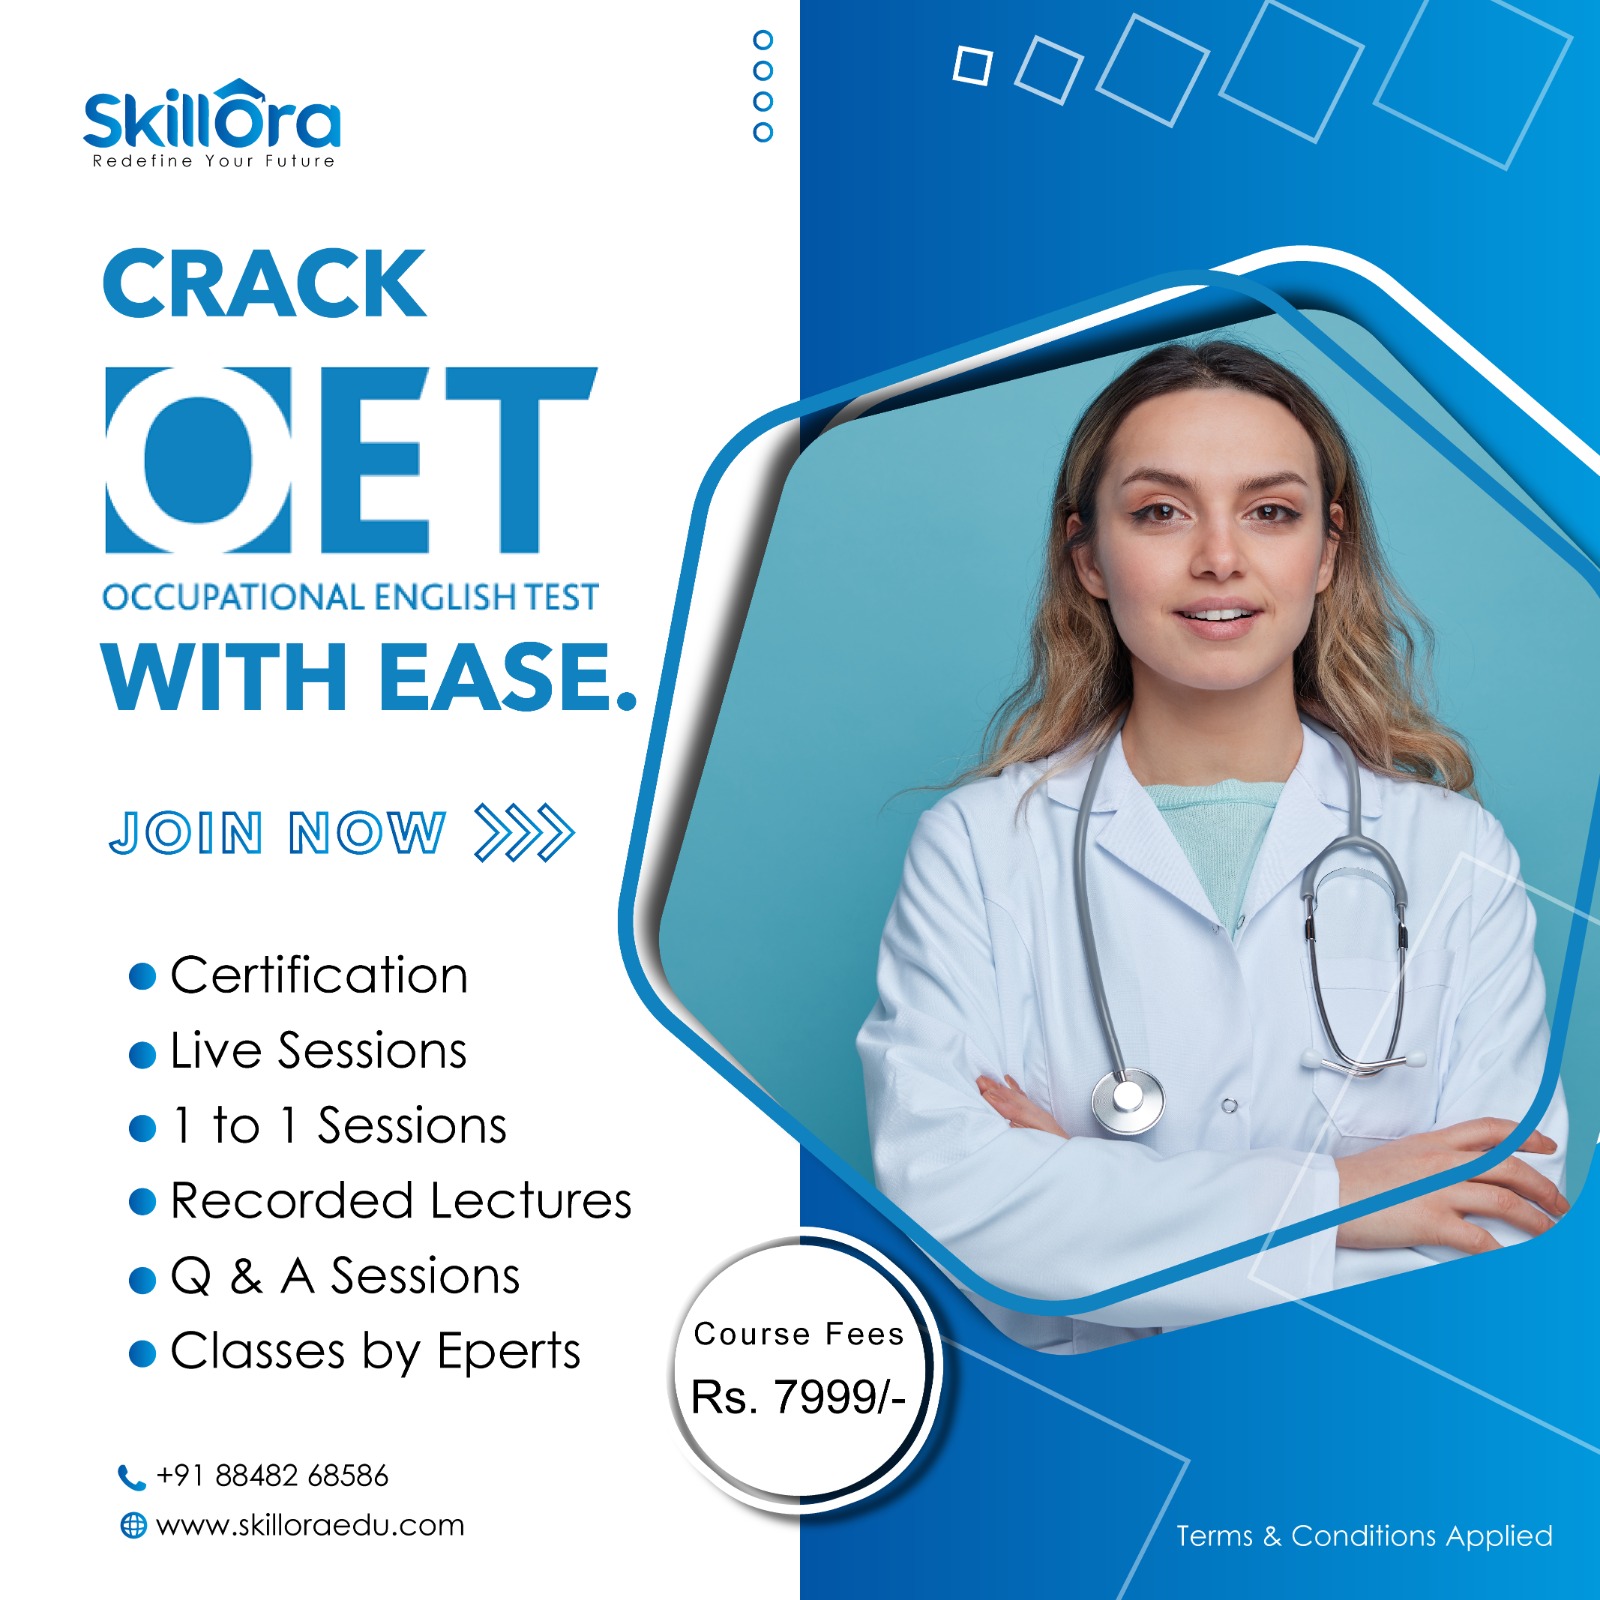 SkillOra
Redefine Your Future
CRACK
OET
OCCUPATIONAL ENGLISH TEST
WITH EASE.
JOIN NOW
Certification
Live Sessions
1 to 1 Sessions
Recorded Lectures
Q & A Sessions
Classes by Eperts
Course Fees
Rs. 7999/-
+91 88482 68586
www.skilloraedu.com
Terms & Conditions Applied